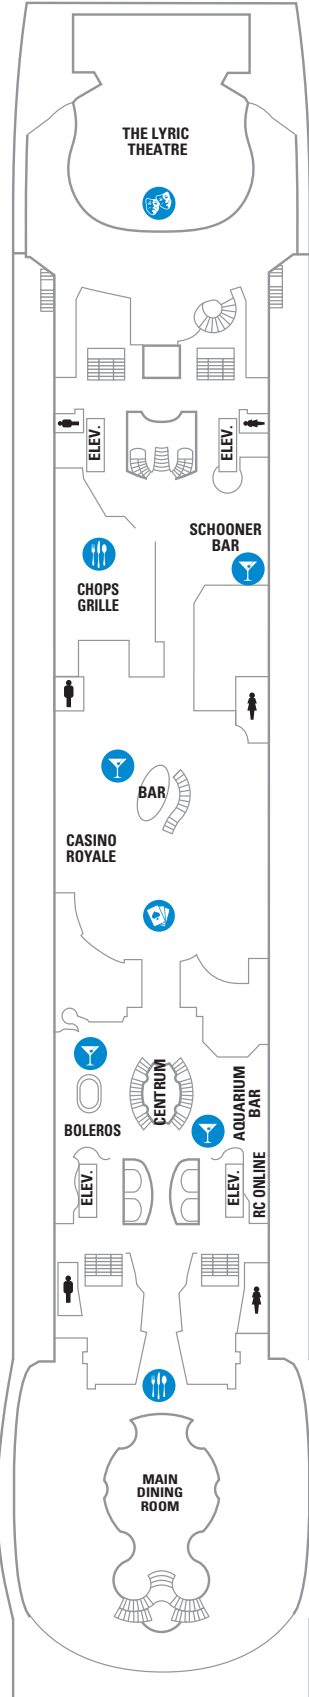 THE LYRIC
THEATRE
ELEV.
ELEV.
SCHOONER
BAR
CHOPS
GRILLE
BAR
CASINO
ROYALE
CENTRUM
AQUARIUM
BAR
BOLEROS
ELEV.
ELEV.
RC ONLINE
MAIN
DINING
ROOM